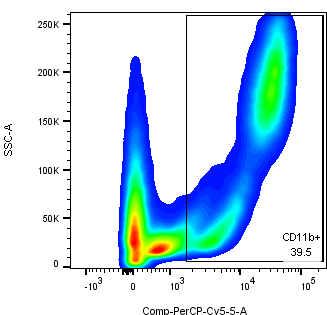 250K
200K
150K
100K
50K
0
SSC-A
CD11b+
39.5
-10³ 0 10³ 10⁴ 10⁵
Comp-PerCP-Cy5-5-A